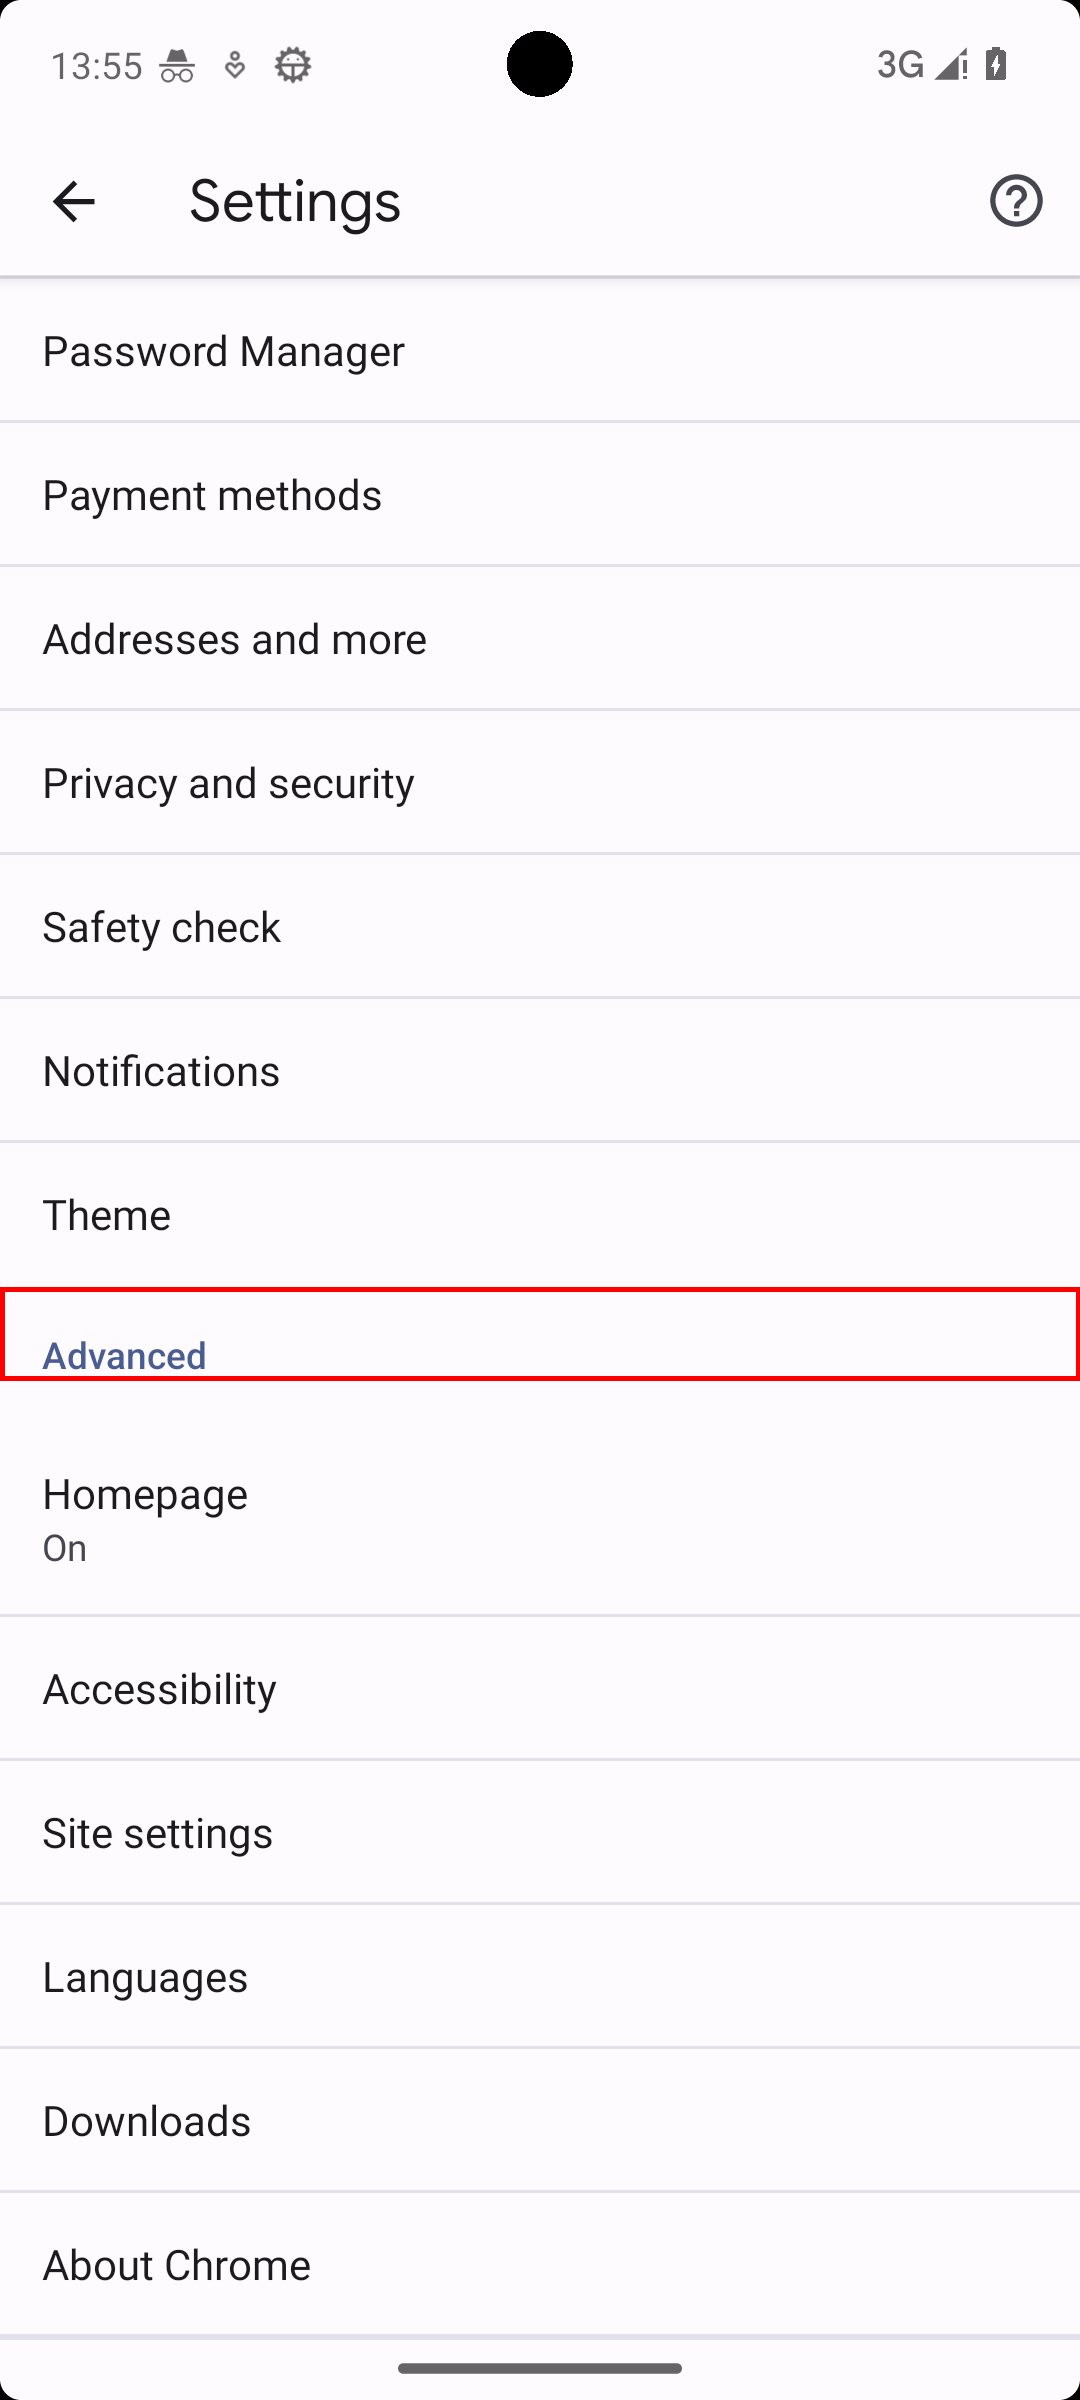 13:55
3G
Settings
Password Manager
Payment methods
Addresses and more
Privacy and security
Safety check
Notifications
Theme
Advanced
Homepage
On
Accessibility
Site settings
Languages
Downloads
About Chrome